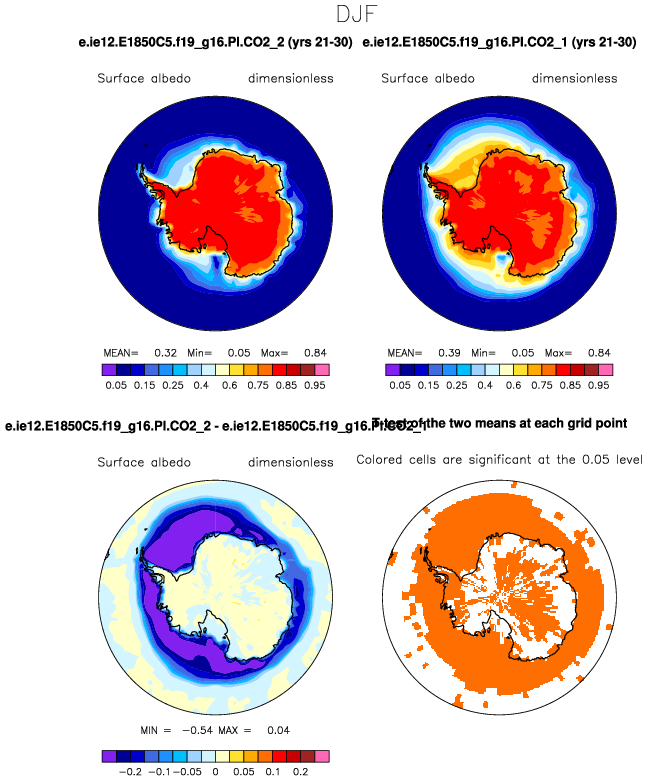 DJF
e.ie12.E1850C5.f19_g16.PI.CO2_2 (yrs 21-30)
e.ie12.E1850C5.f19_g16.PI.CO2_1 (yrs 21-30)
Surface albedo dimensionless
Surface albedo dimensionless
MEAN= 0.32 Min= 0.05 Max= 0.84
MEAN= 0.39 Min= 0.05 Max= 0.84
0.05 0.15 0.25 0.4 0.6 0.75 0.85 0.95
0.05 0.15 0.25 0.4 0.6 0.75 0.85 0.95
e.ie12.E1850C5.f19_g16.PI.CO2_2 - e.ie12.E1850C5.f19_g16.PI.CO2_1
T-test of the two means at each grid point
Surface albedo dimensionless
Colored cells are significant at the 0.05 level
MIN = -0.54 MAX = 0.04
-0.2 -0.1 -0.05 0 0.05 0.1 0.2